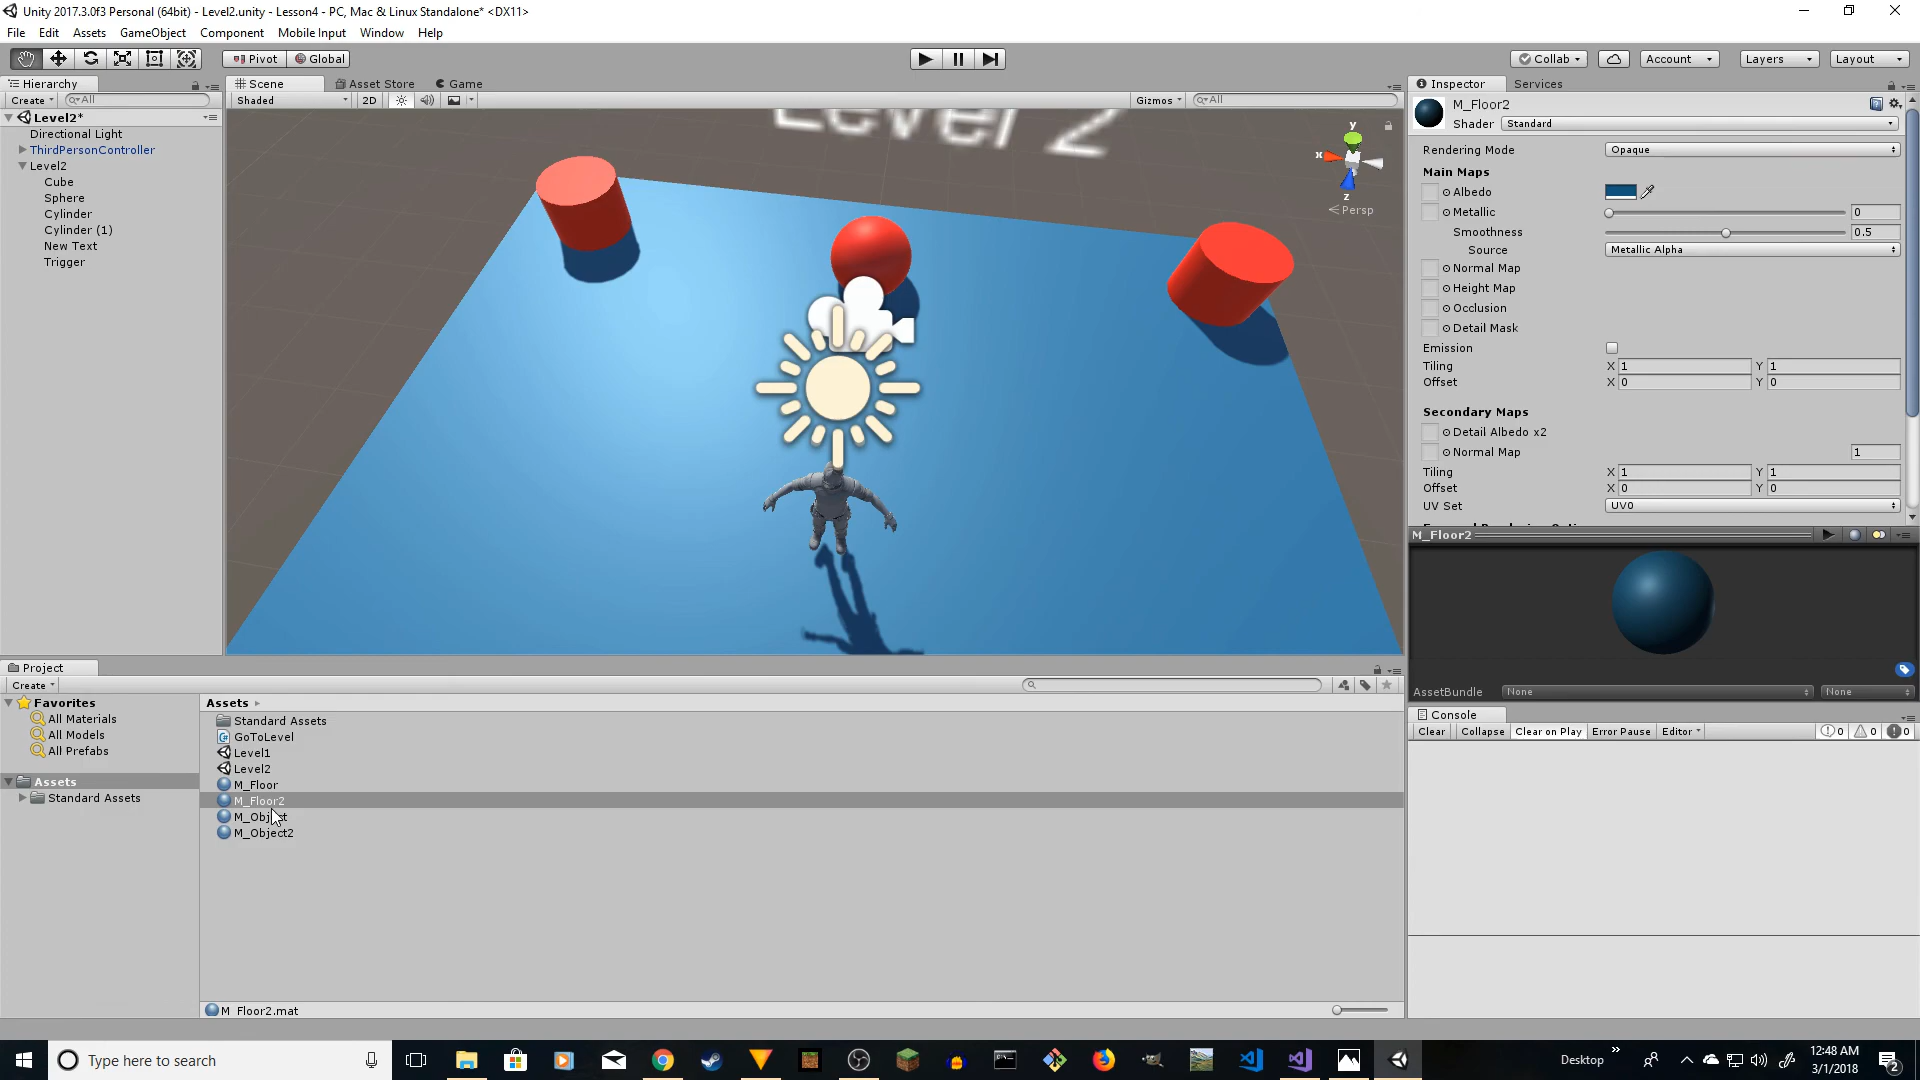 Unity 2017.3.0f3 Personal (64bit) - Level2.unity - Lesson4 - PC, Mac & Linux Standalone* <DX11>
File Edit Assets GameObject Component Mobile Input Window Help
Pivot Global Collab Account Layers Layout
Hierarchy Scene Asset Store Game Inspector Services
Create All Shaded 2D Gizmos All
Level2*
Directional Light
ThirdPersonController
Level2
Cube
Sphere
Cylinder
Cylinder (1)
New Text
Trigger
Level 2
y
x
z
Persp
M_Floor2
Shader Standard
Rendering Mode Opaque
Main Maps
Albedo
Metallic 0
Smoothness 0.5
Source Metallic Alpha
Normal Map
Height Map
Occlusion
Detail Mask
Emission
Tiling X 1 Y 1
Offset X 0 Y 0
Secondary Maps
Detail Albedo x2
Normal Map 1
Tiling X 1 Y 1
Offset X 0 Y 0
UV Set UV0
M_Floor2
AssetBundle None None
Project
Create
Favorites
All Materials
All Models
All Prefabs
Assets
Standard Assets
Assets
Standard Assets
GoToLevel
Level1
Level2
M_Floor
M_Floor2
M_Object
M_Object2
M_Floor2.mat
Console
Clear Collapse Clear on Play Error Pause Editor 0 0 0
Type here to search
Desktop
12:48 AM
3/1/2018
2